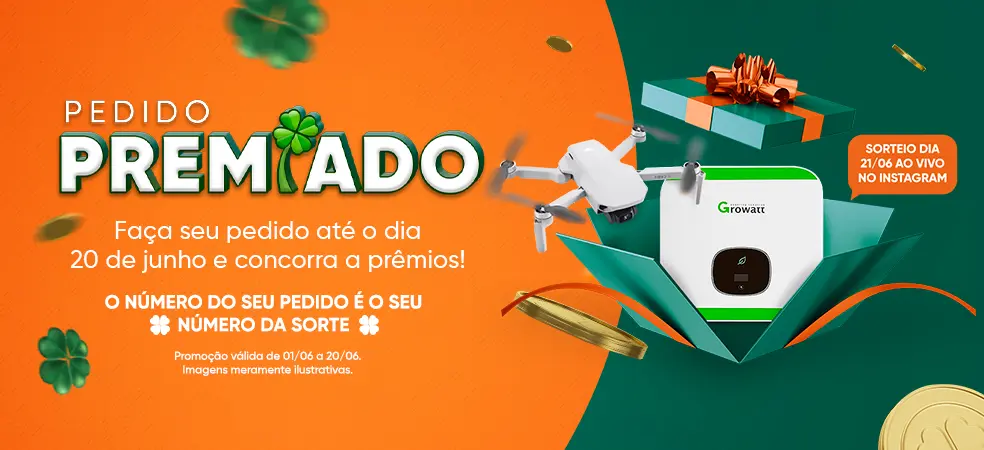 PEDIDO
PREMIADO
Faça seu pedido até o dia
20 de junho e concorra a prêmios!
O NÚMERO DO SEU PEDIDO É O SEU
NÚMERO DA SORTE
Promoção válida de 01/06 a 20/06.
Imagens meramente ilustrativas.
SORTEIO DIA
21/06 AO VIVO
NO INSTAGRAM
Growatt